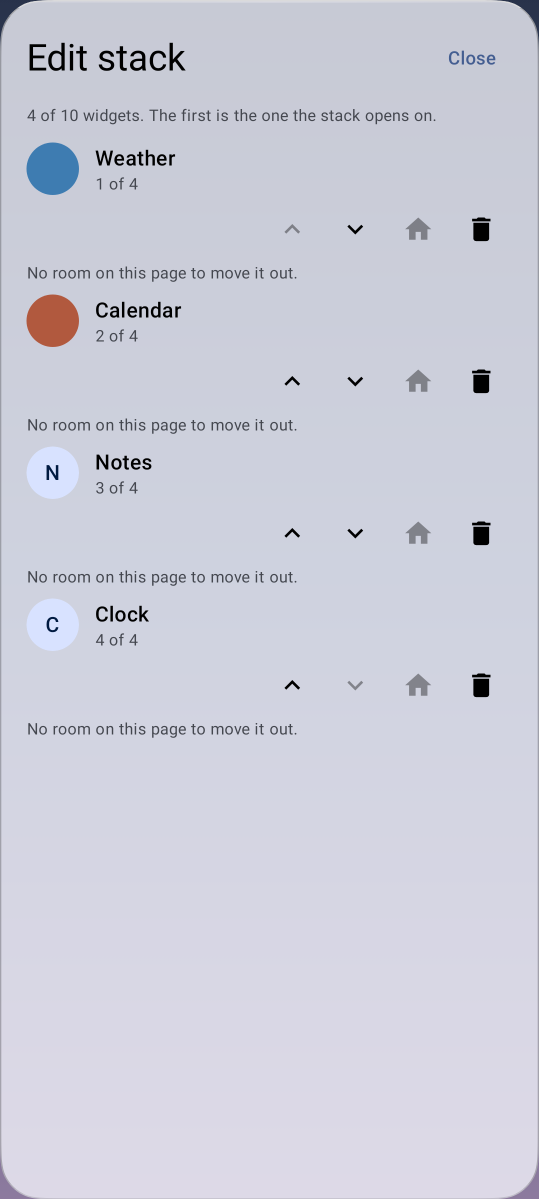 Edit stack
Close
4 of 10 widgets. The first is the one the stack opens on.
Weather
1 of 4
No room on this page to move it out.
Calendar
2 of 4
No room on this page to move it out.
N
Notes
3 of 4
No room on this page to move it out.
C
Clock
4 of 4
No room on this page to move it out.